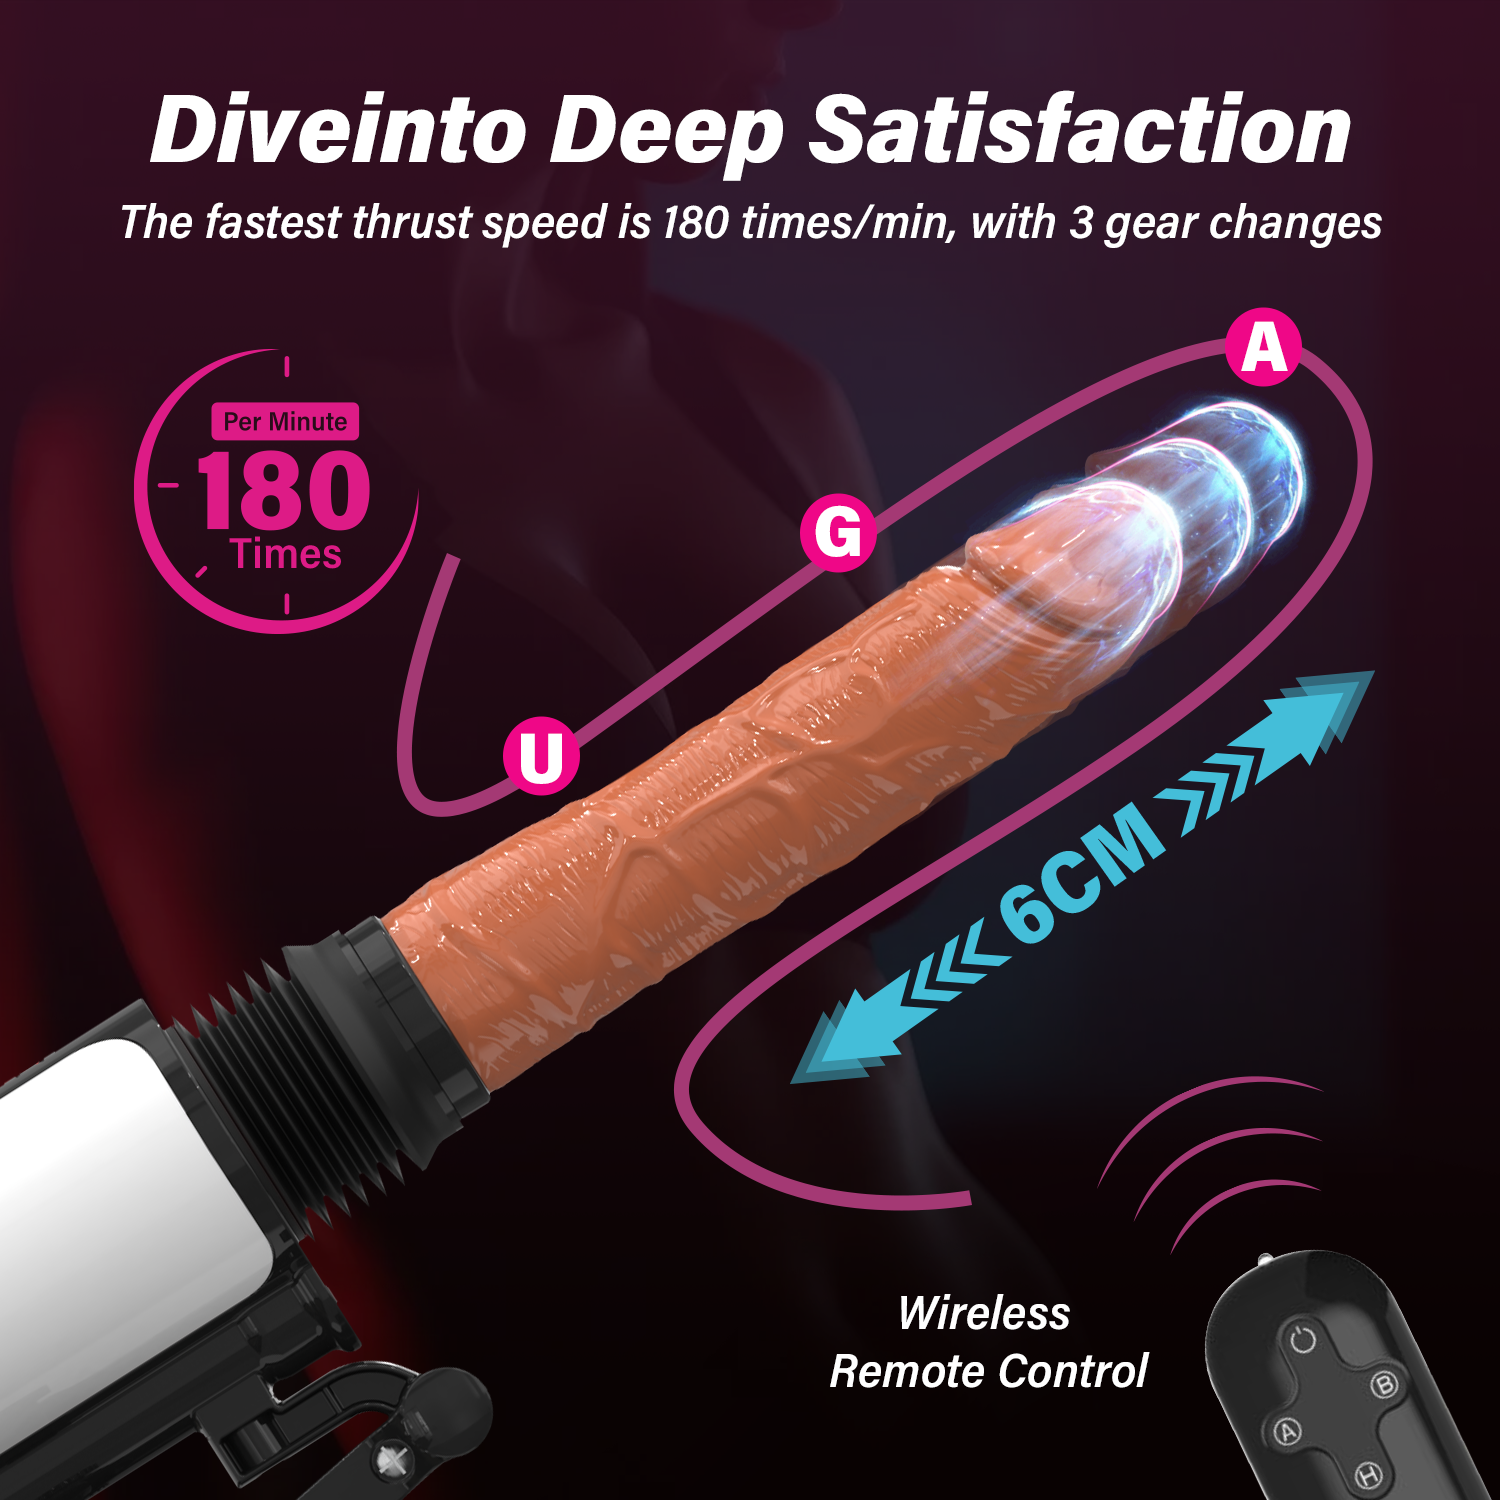 Diveinto Deep Satisfaction
The fastest thrust speed is 180 times/min, with 3 gear changes
Per Minute
180
Times
A
G
U
6CM
Wireless
Remote Control
B
A
H